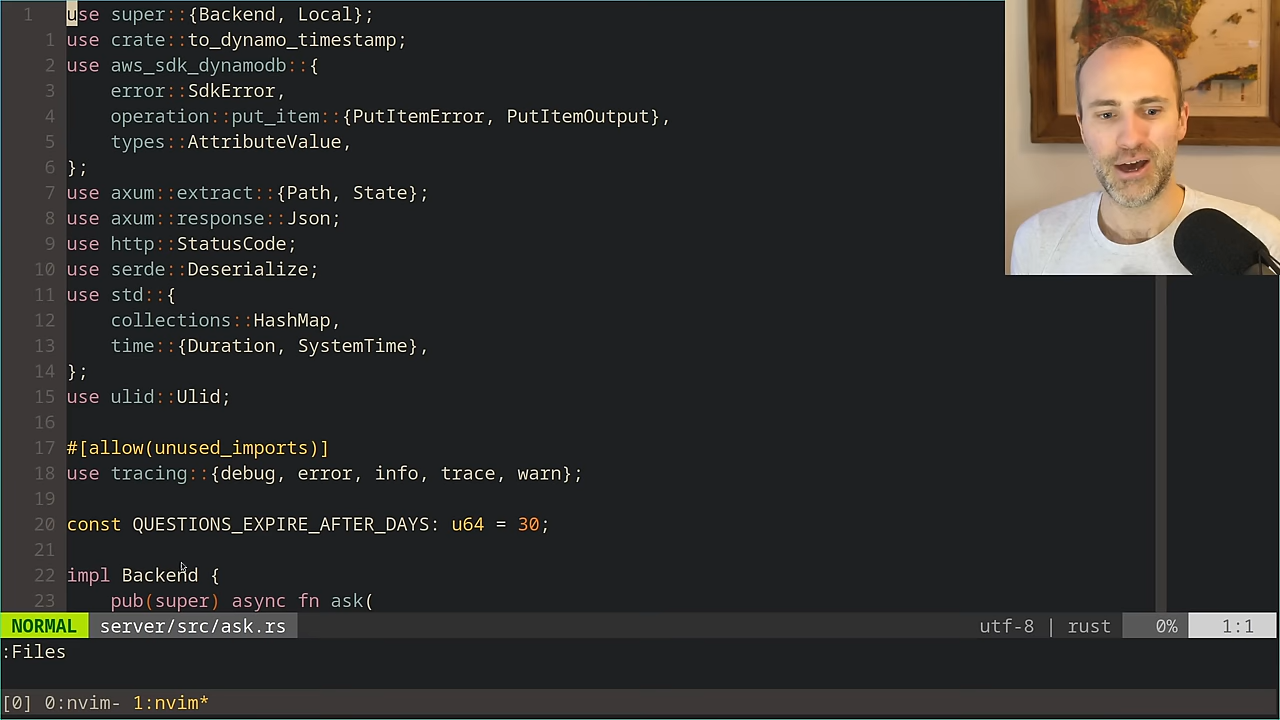 1 use super::{Backend, Local};
1 use crate::to_dynamo_timestamp;
2 use aws_sdk_dynamodb::{
3     error::SdkError,
4     operation::put_item::{PutItemError, PutItemOutput},
5     types::AttributeValue,
6 };
7 use axum::extract::{Path, State};
8 use axum::response::Json;
9 use http::StatusCode;
10 use serde::Deserialize;
11 use std::{
12     collections::HashMap,
13     time::{Duration, SystemTime},
14 };
15 use ulid::Ulid;
16
17 #[allow(unused_imports)]
18 use tracing::{debug, error, info, trace, warn};
19
20 const QUESTIONS_EXPIRE_AFTER_DAYS: u64 = 30;
21
22 impl Backend {
23     pub(super) async fn ask(
NORMAL server/src/ask.rs utf-8 | rust 0% 1:1
:Files
[0] 0:nvim- 1:nvim*